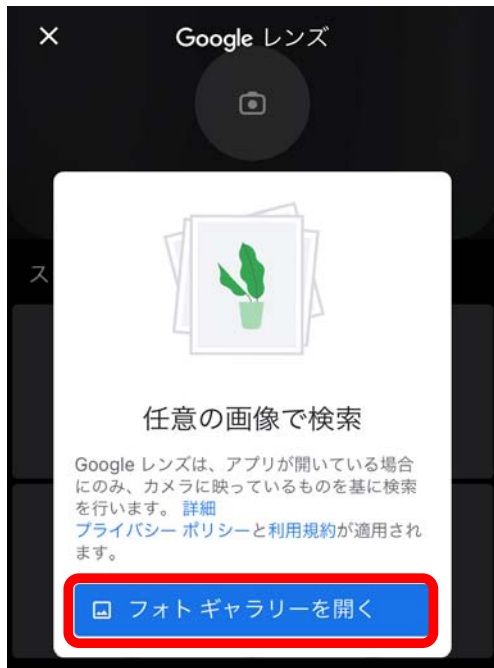 Google レンズ
ス
任意の画像で検索
Google レンズは、アプリが開いている場合
にのみ、カメラに映っているものを基に検索
を行います。 詳細
プライバシー ポリシーと利用規約が適用され
ます。
フォト ギャラリーを開く